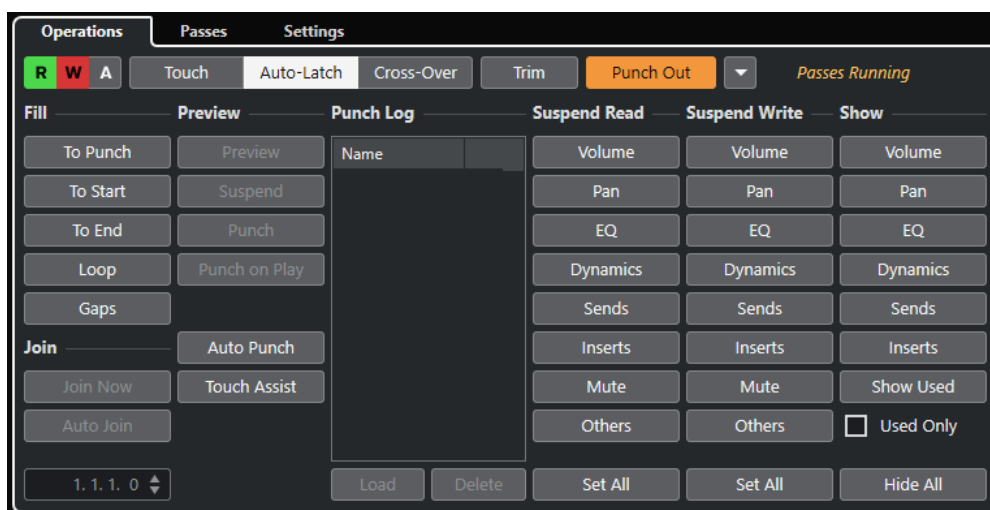 Operations Passes Settings
R W A Touch Auto-Latch Cross-Over Trim Punch Out Passes Running
Fill Preview Punch Log Suspend Read Suspend Write Show
To Punch Preview Name Volume Volume Volume
To Start Suspend Pan Pan Pan
To End Punch EQ EQ EQ
Loop Punch on Play Dynamics Dynamics Dynamics
Gaps Sends Sends Sends
Join Auto Punch Inserts Inserts Inserts
Join Now Touch Assist Mute Mute Show Used
Auto Join Others Others Used Only
1. 1. 1. 0 Load Delete Set All Set All Hide All